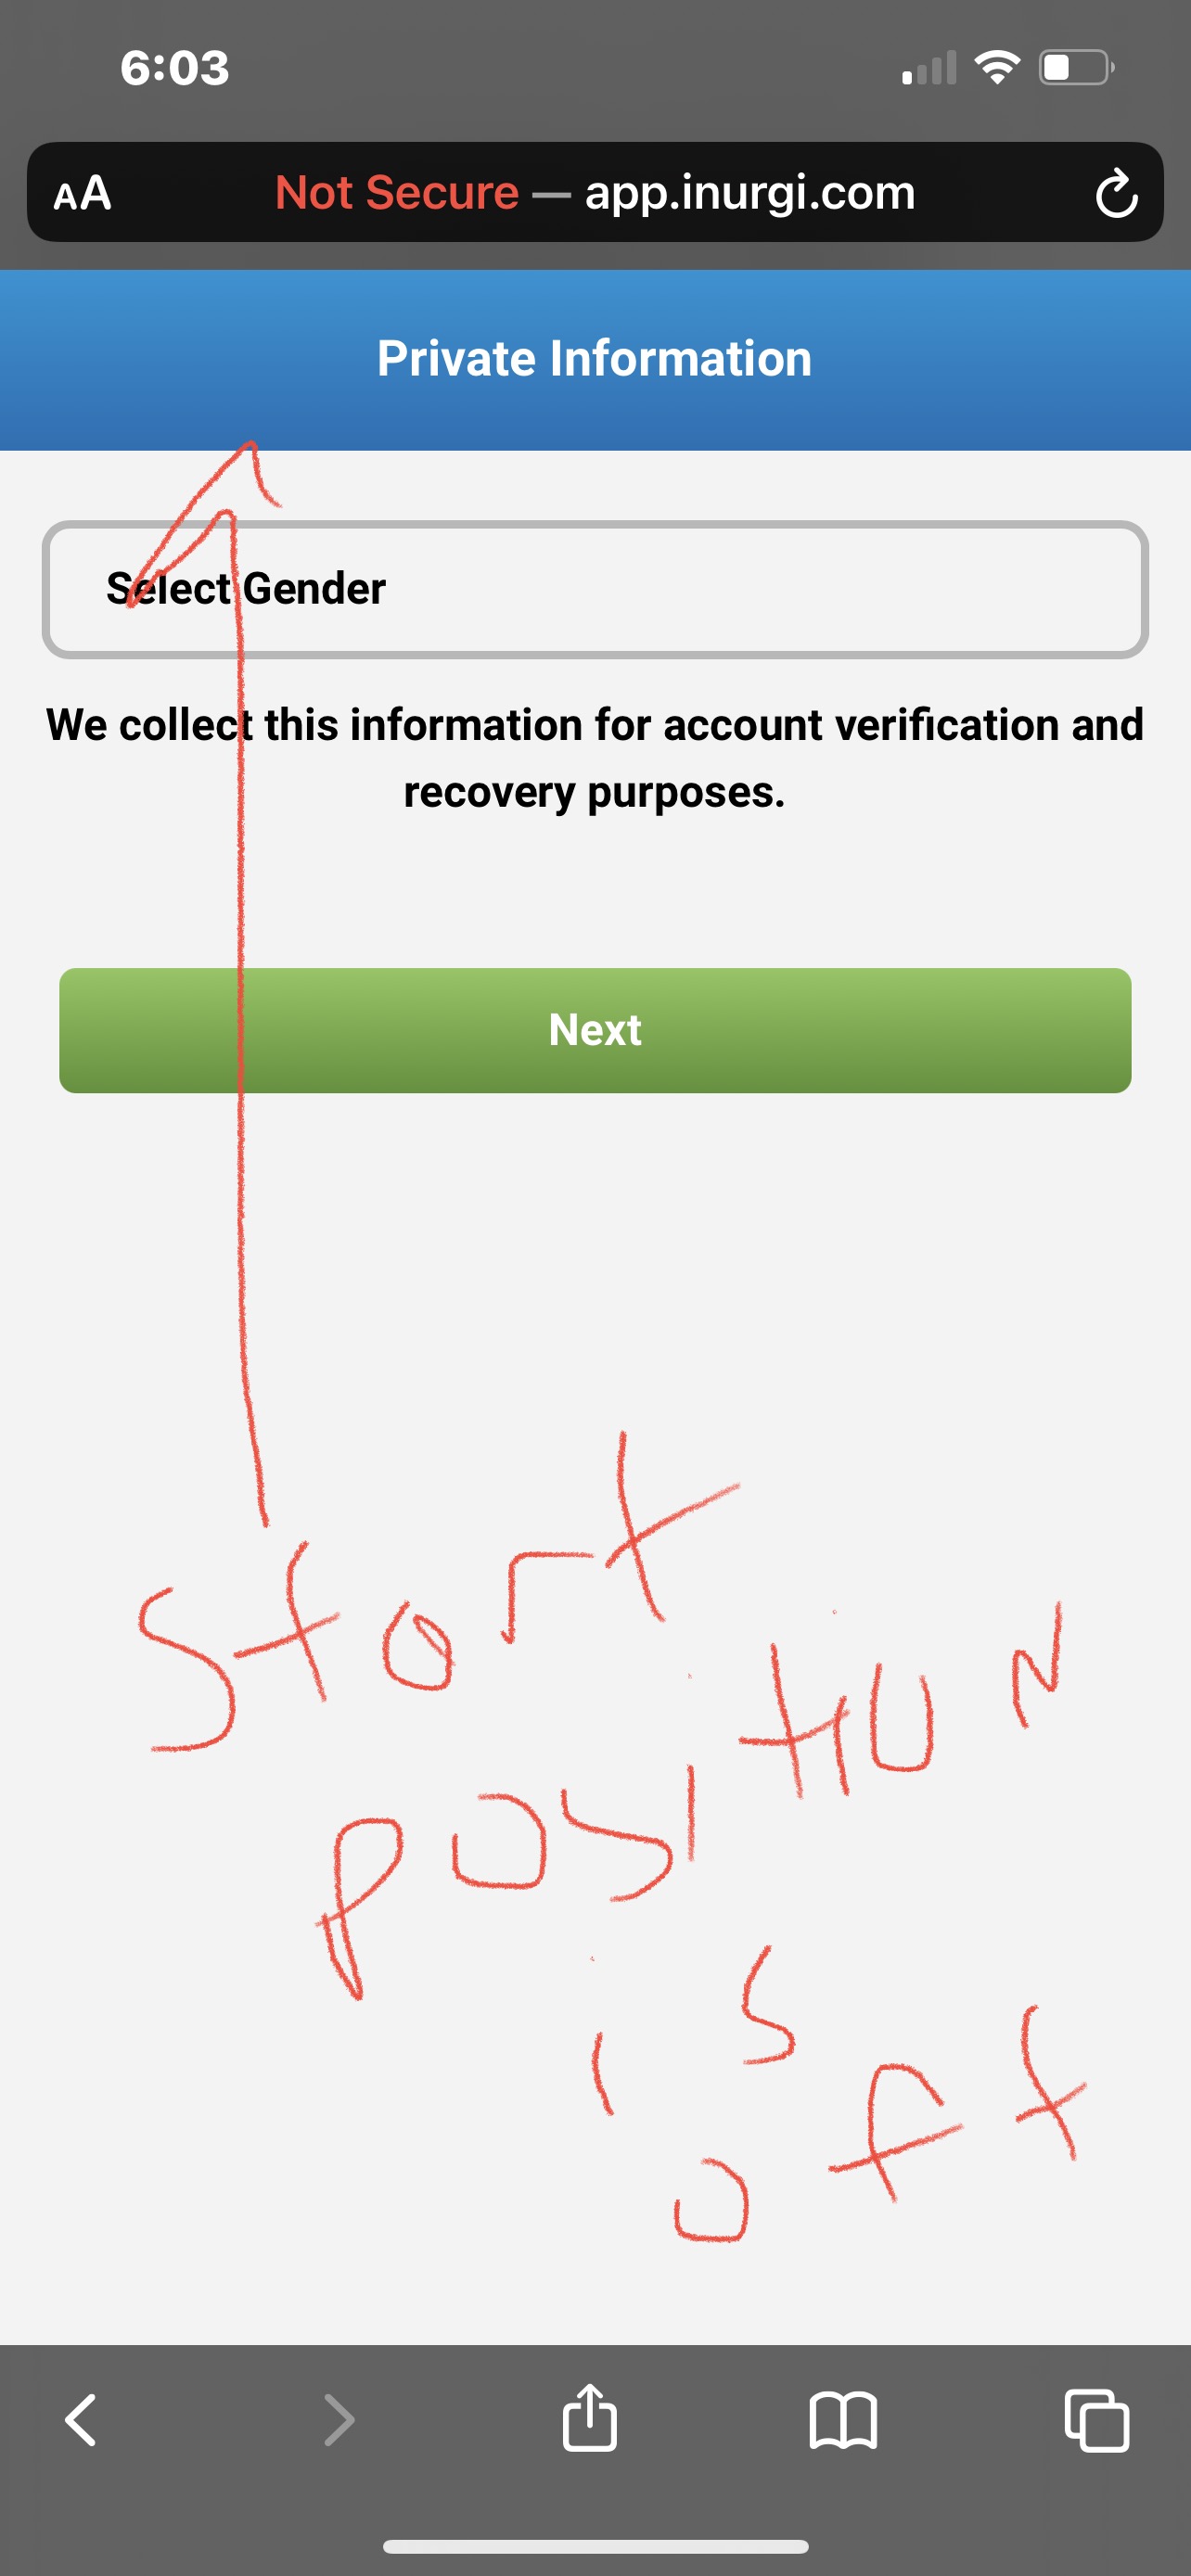 6:03
AA Not Secure — app.inurgi.com
Private Information
Select Gender
We collect this information for account verification and
recovery purposes.
Next
Start
position
is
off